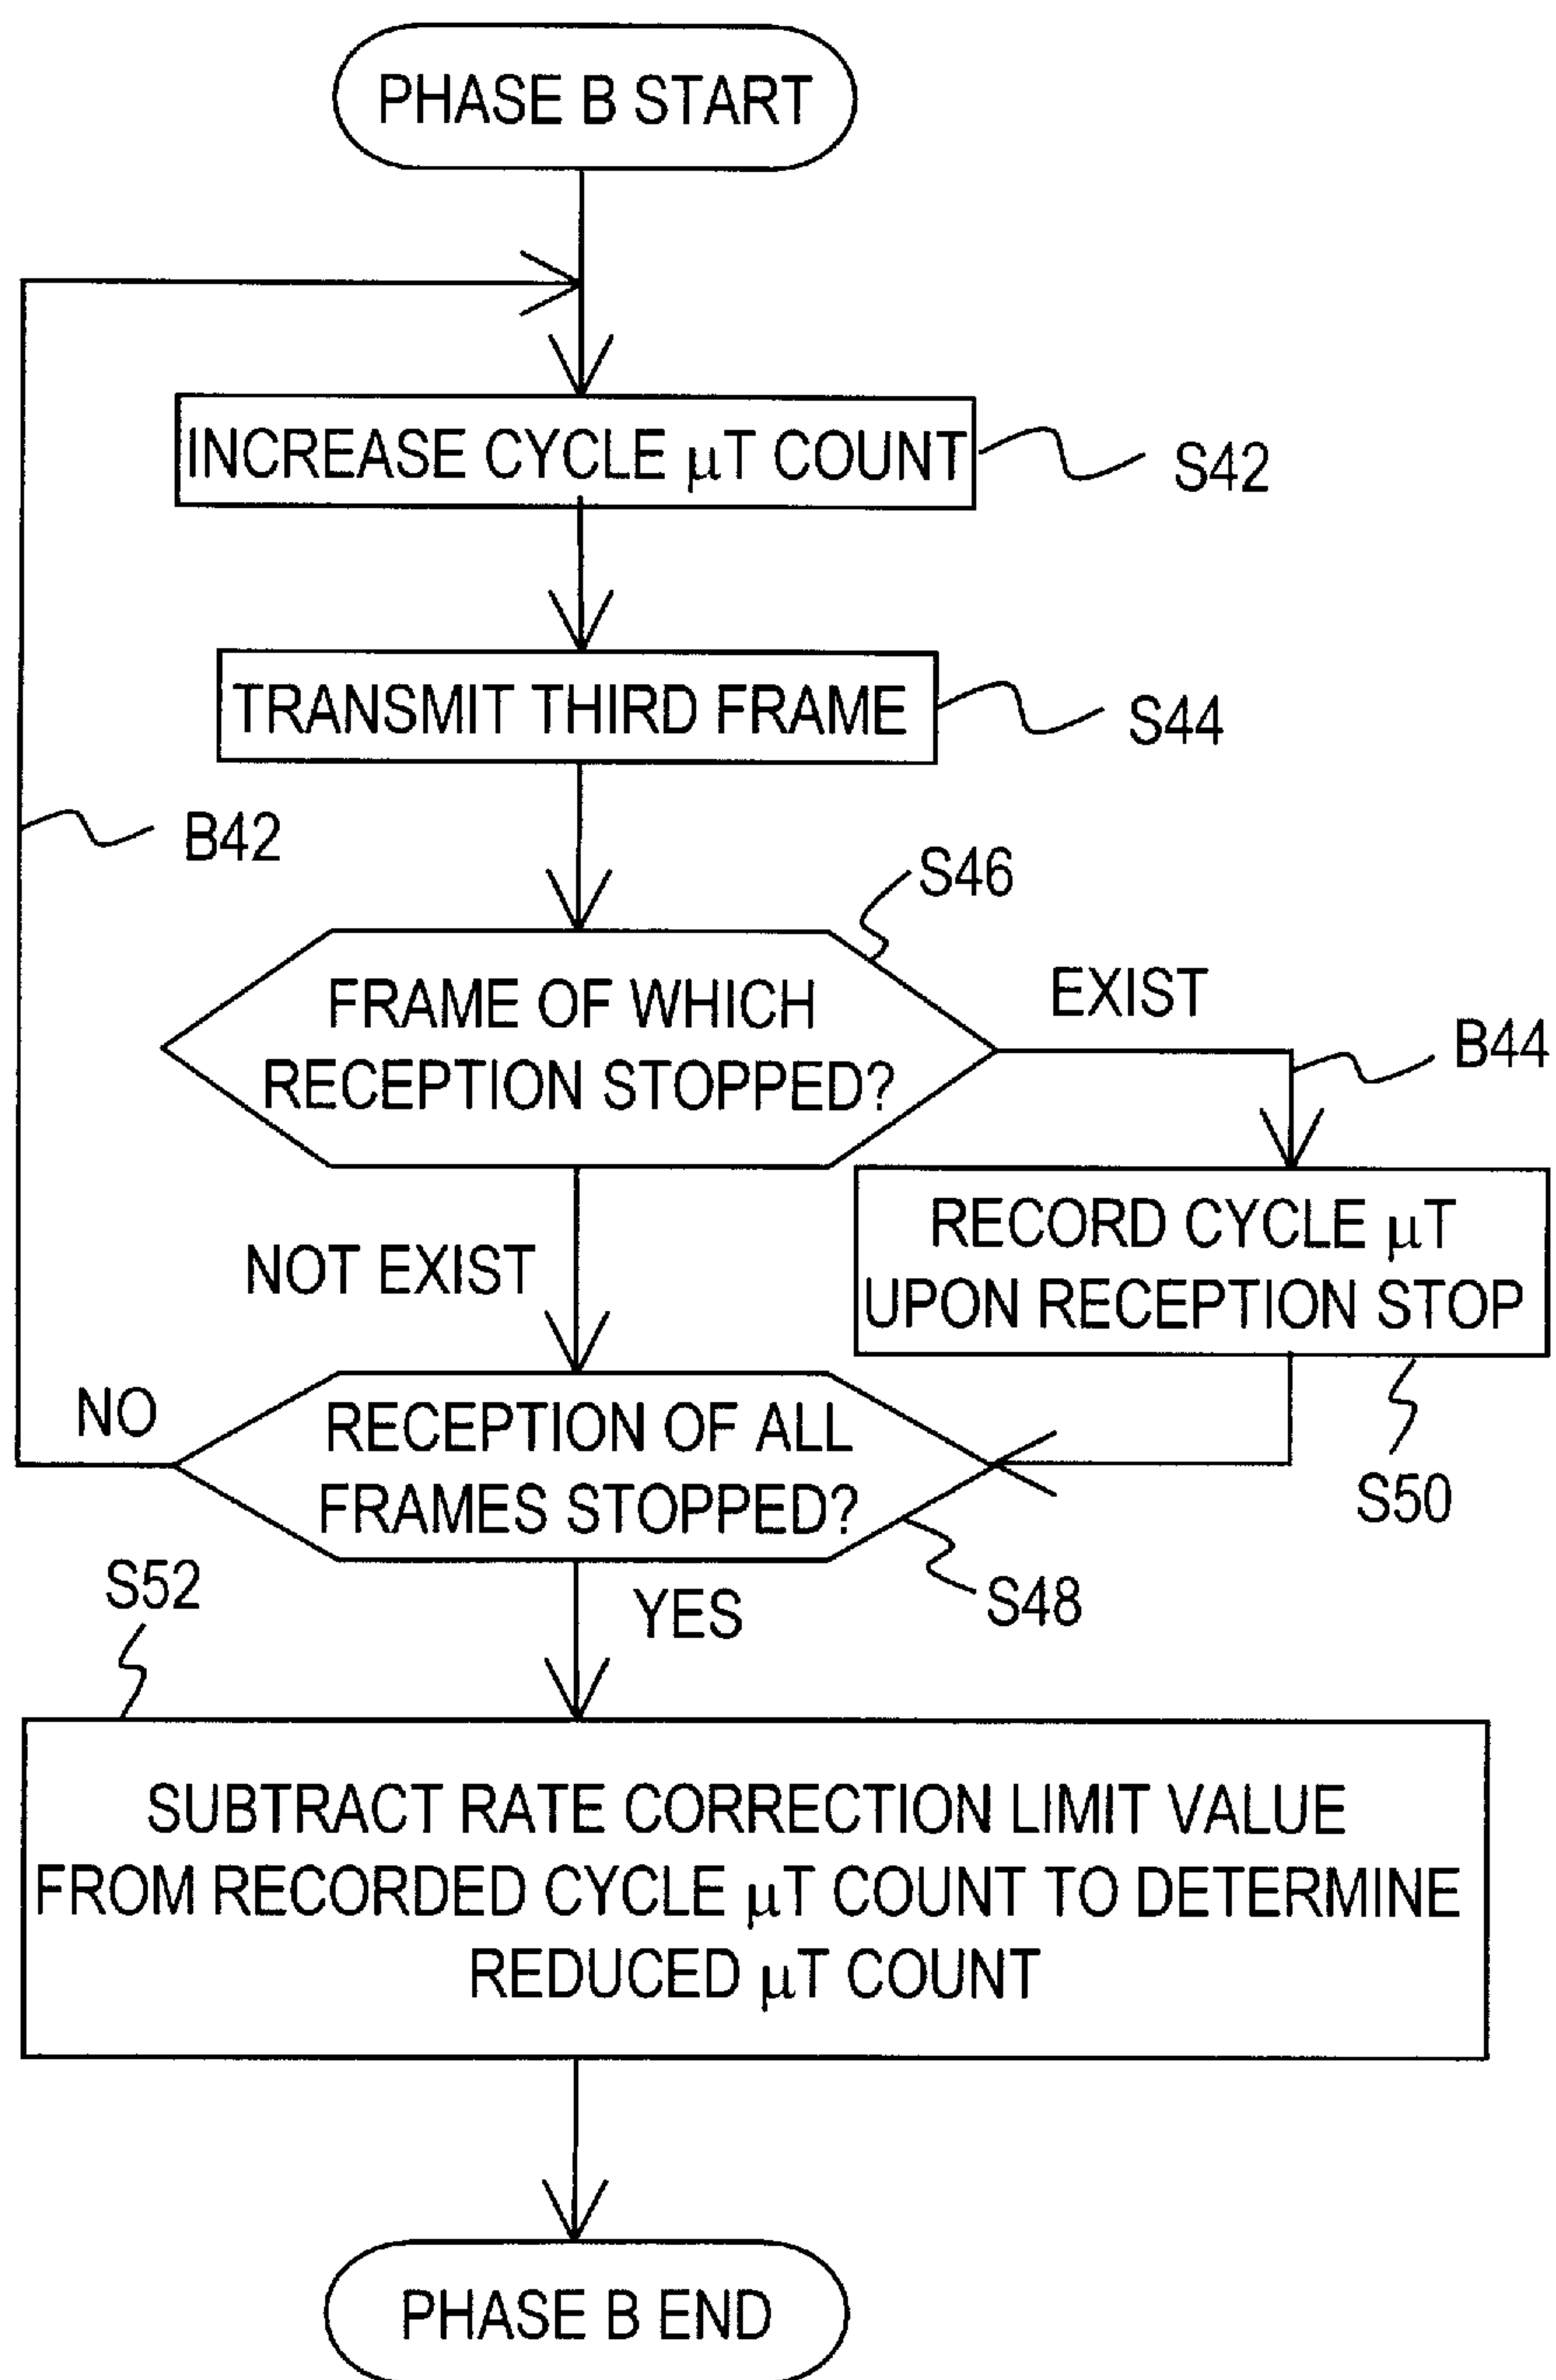 PHASE B START
INCREASE CYCLE μT COUNT
S42
TRANSMIT THIRD FRAME
S44
B42
S46
FRAME OF WHICH
RECEPTION STOPPED?
EXIST
B44
RECORD CYCLE μT
UPON RECEPTION STOP
NOT EXIST
S50
NO
RECEPTION OF ALL
FRAMES STOPPED?
S48
YES
S52
SUBTRACT RATE CORRECTION LIMIT VALUE
FROM RECORDED CYCLE μT COUNT TO DETERMINE
REDUCED μT COUNT
PHASE B END